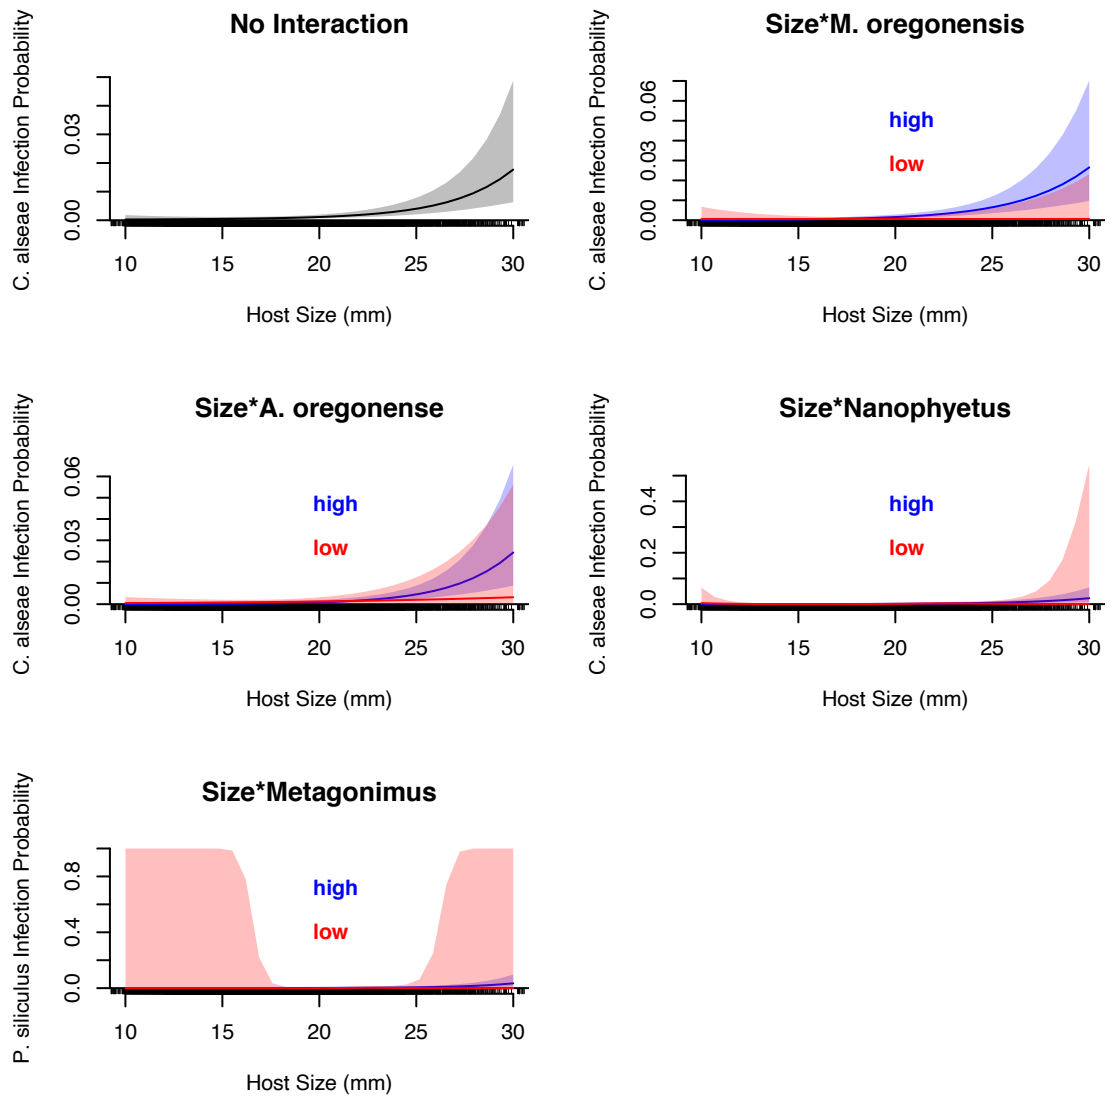 No Interaction
C. alseae Infection Probability
0.00
0.03
10 15 20 25 30
Host Size (mm)
Size*M. oregonensis
C. alseae Infection Probability
0.00
0.03
0.06
high
low
10 15 20 25 30
Host Size (mm)
Size*A. oregonense
C. alseae Infection Probability
0.00
0.03
0.06
high
low
10 15 20 25 30
Host Size (mm)
Size*Nanophyetus
C. alseae Infection Probability
0.0
0.2
0.4
high
low
10 15 20 25 30
Host Size (mm)
Size*Metagonimus
P. siliculus Infection Probability
0.0
0.4
0.8
high
low
10 15 20 25 30
Host Size (mm)